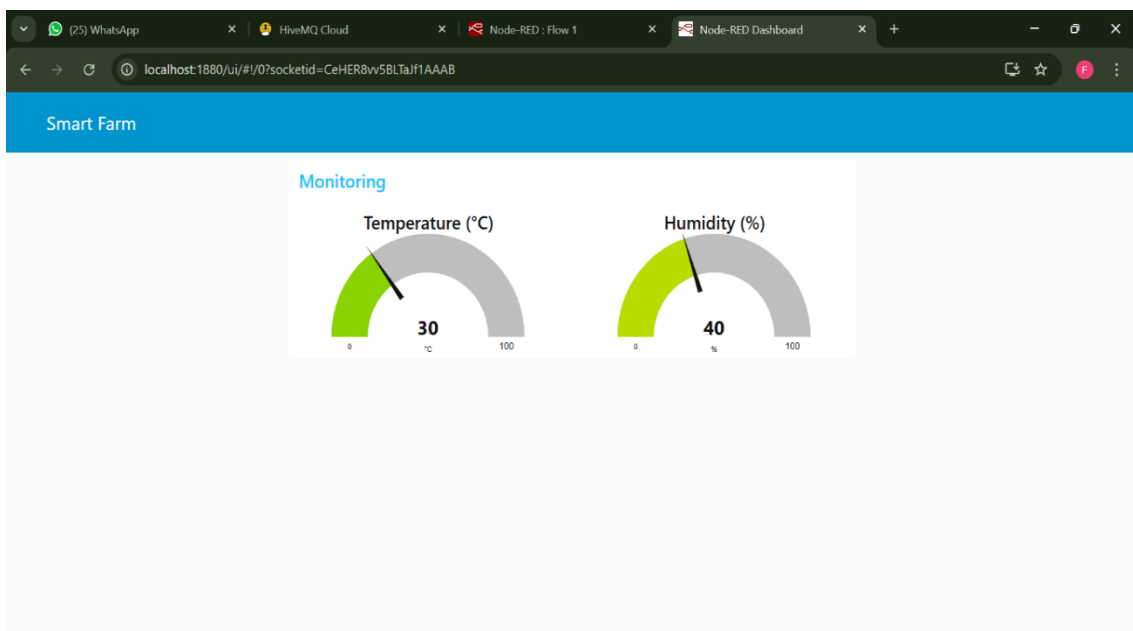 (25) WhatsApp
HiveMQ Cloud
Node-RED : Flow 1
Node-RED Dashboard
localhost:1880/ui/#!/0?socketid=CeHER8vv5BLTaJf1AAAB
F
Smart Farm
Monitoring
Temperature (°C)
30
0
°C
100
Humidity (%)
40
0
%
100